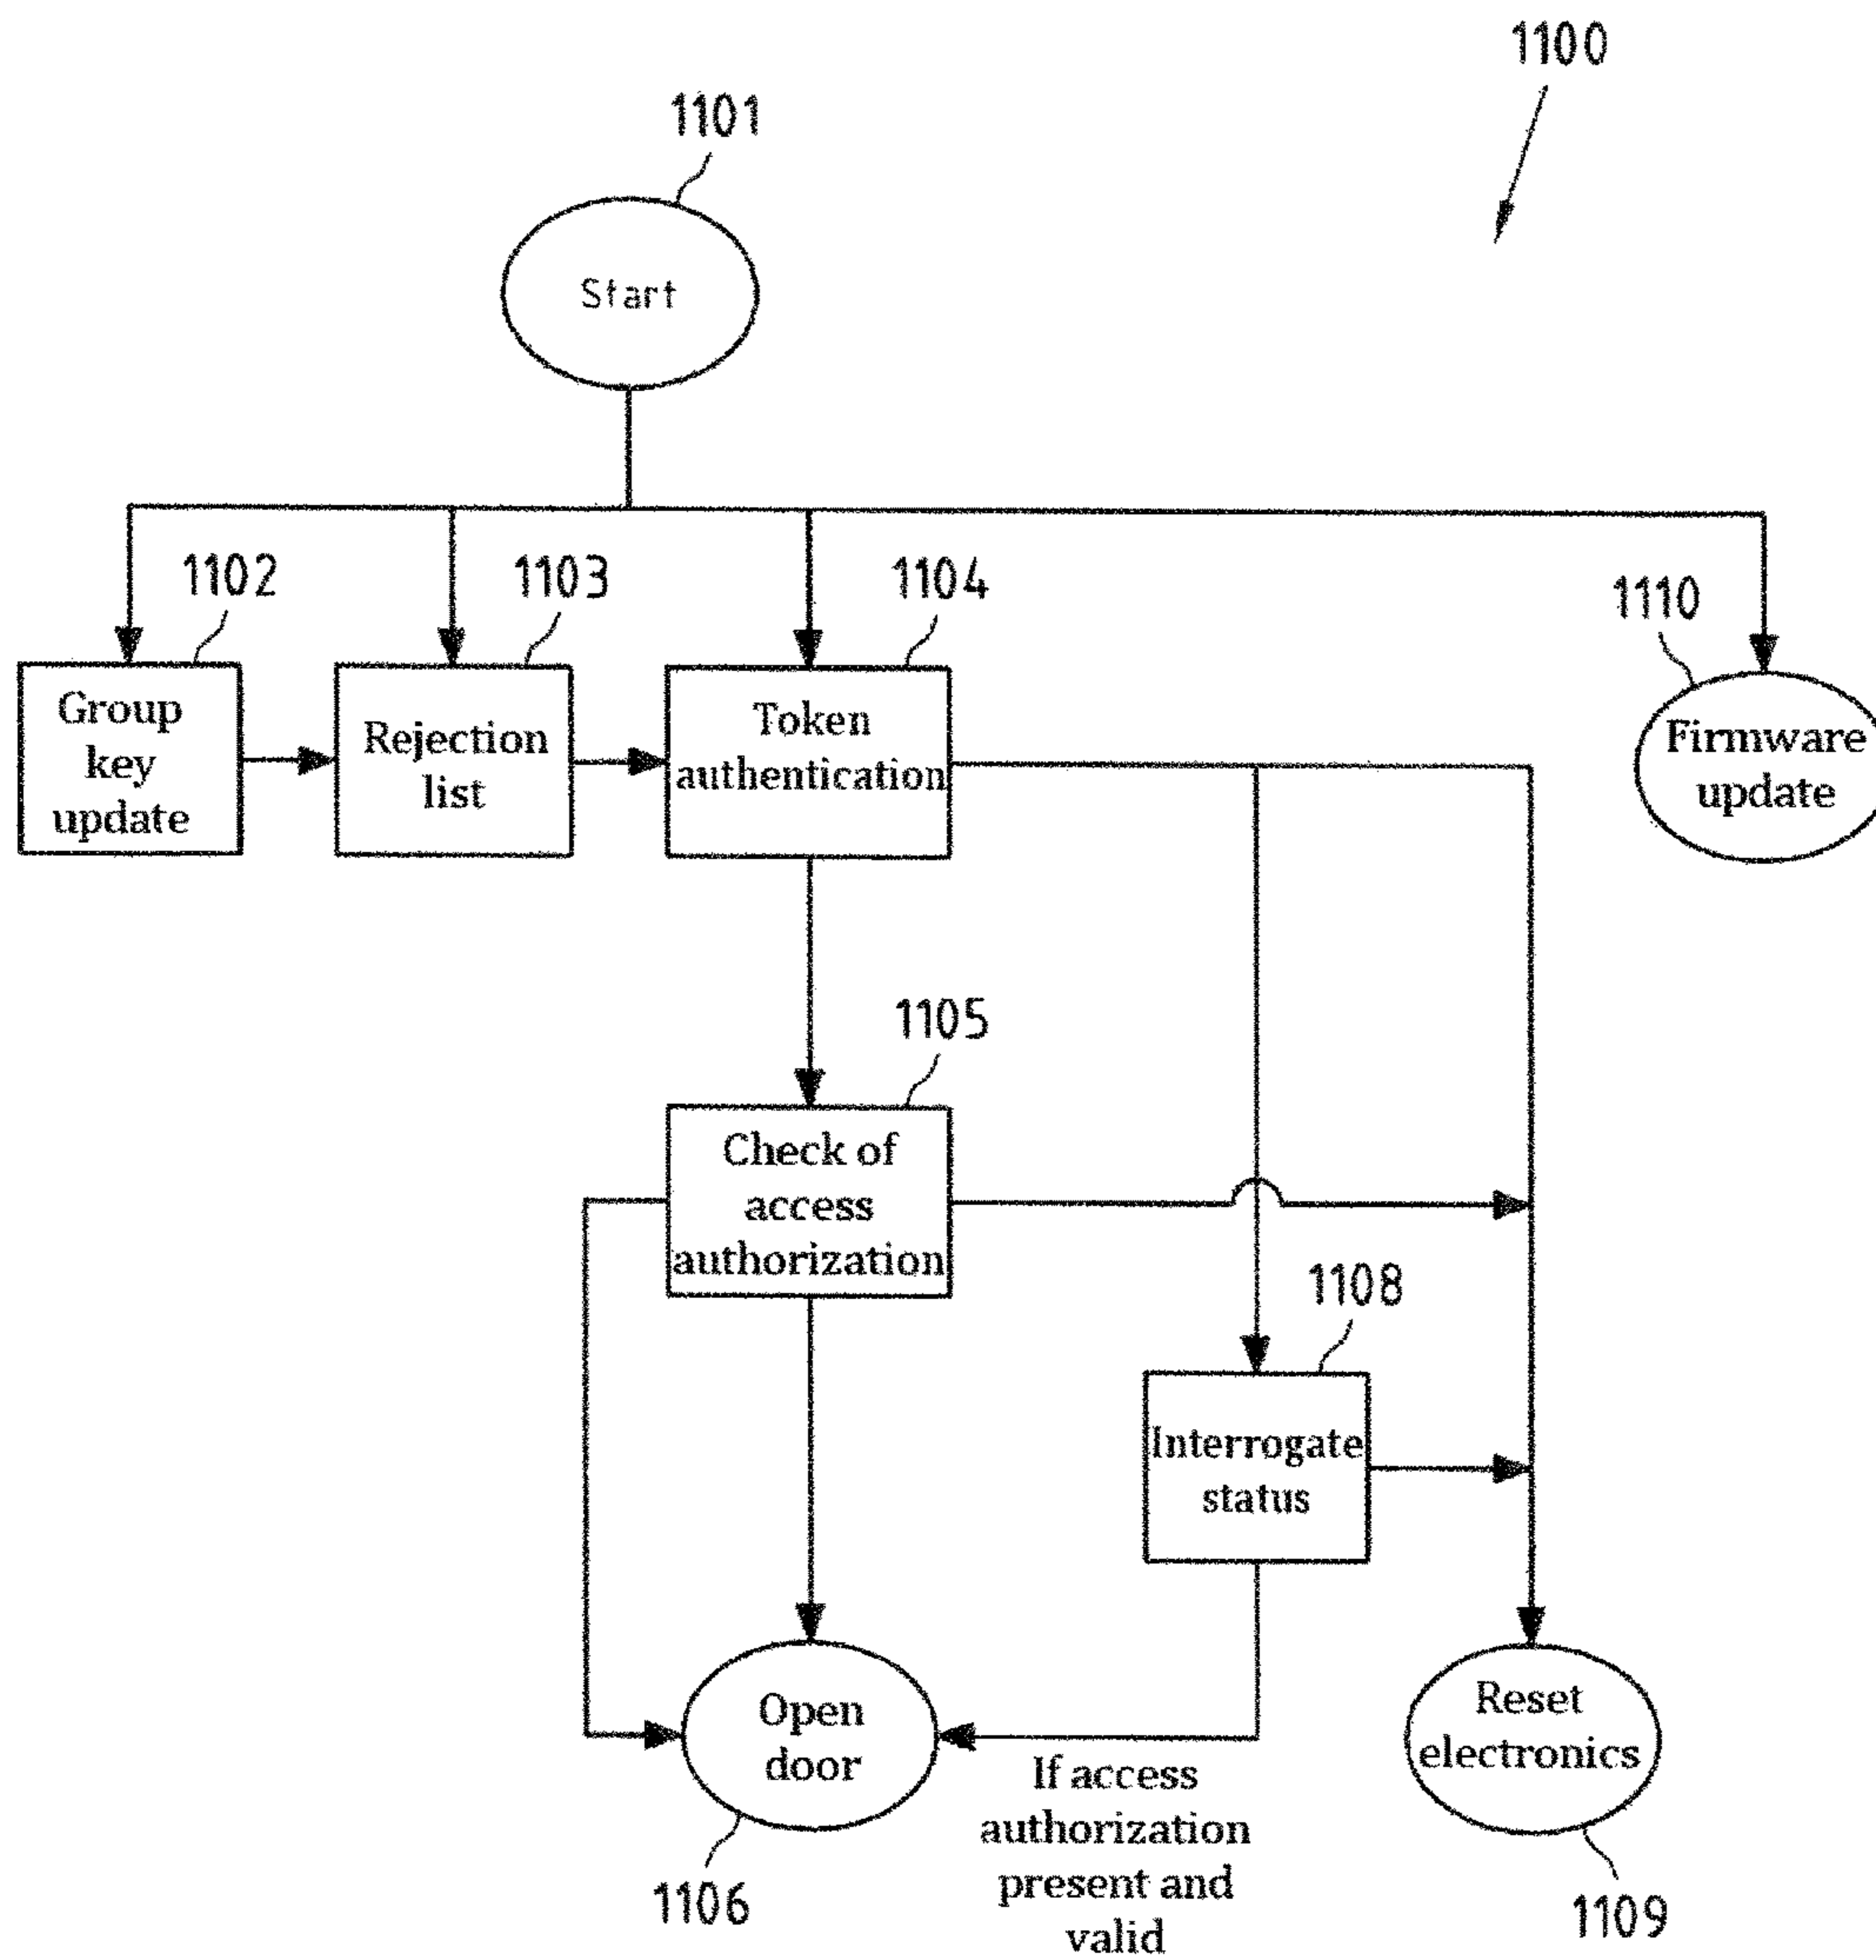 1100
1101
Start
1102
1103
1104
1110
Group
key
update
Rejection
list
Token
authentication
Firmware
update
1105
Check of
access
authorization
1108
Interrogate
status
Open
door
Reset
electronics
If access
authorization
present and
valid
1106
1109